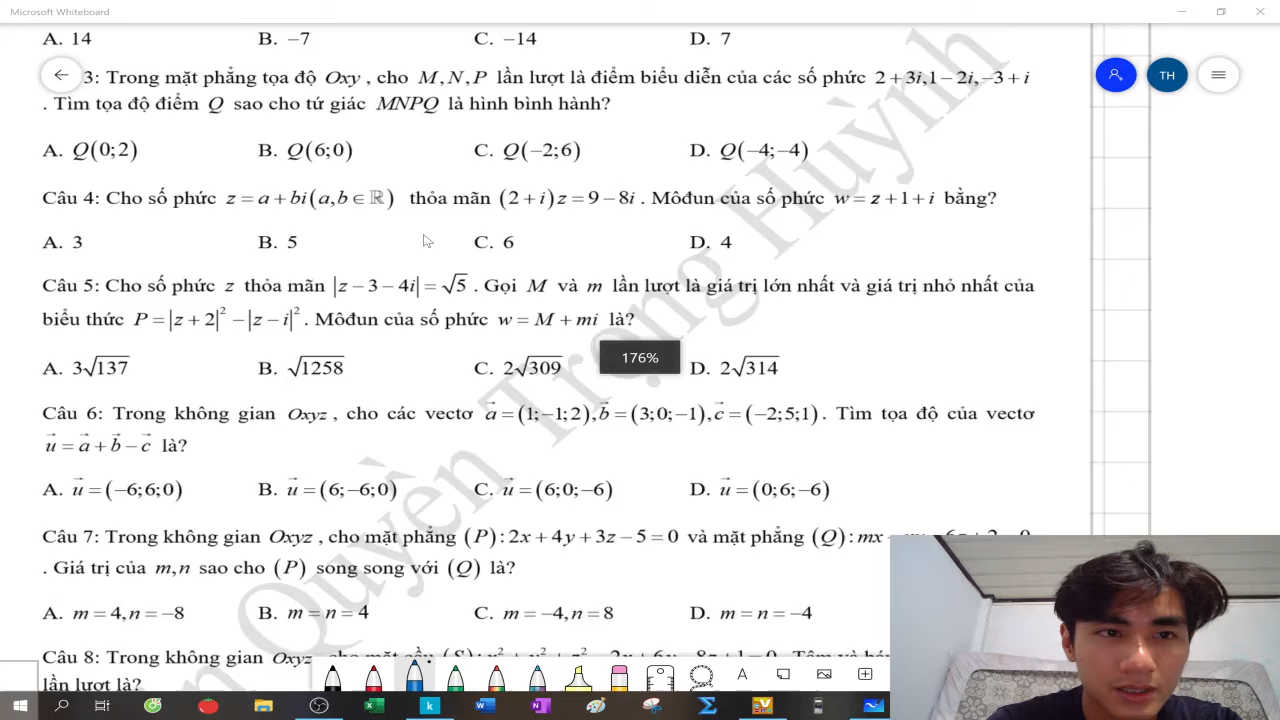 Microsoft Whiteboard
A. 14 B. −7 C. −14 D. 7
3: Trong mặt phẳng tọa độ Oxy , cho M, N, P lần lượt là điểm biểu diễn của các số phức 2+3i, 1−2i, −3+i
. Tìm tọa độ điểm Q sao cho tứ giác MNPQ là hình bình hành?
TH
A. Q(0;2) B. Q(6;0) C. Q(−2;6) D. Q(−4;−4)
Câu 4: Cho số phức z = a + bi (a, b ∈ ℝ) thỏa mãn (2+i)z = 9−8i . Môđun của số phức w = z+1+i bằng?
A. 3 B. 5 C. 6 D. 4
Câu 5: Cho số phức z thỏa mãn |z−3−4i| = √5 . Gọi M và m lần lượt là giá trị lớn nhất và giá trị nhỏ nhất của
biểu thức P = |z+2|² − |z−i|² . Môđun của số phức w = M + mi là?
176%
A. 3√137 B. √1258 C. 2√309 D. 2√314
Câu 6: Trong không gian Oxyz , cho các vectơ a⃗ = (1;−1;2), b⃗ = (3;0;−1), c⃗ = (−2;5;1) . Tìm tọa độ của vectơ
u⃗ = a⃗ + b⃗ − c⃗ là?
A. u⃗ = (−6;6;0) B. u⃗ = (6;−6;0) C. u⃗ = (6;0;−6) D. u⃗ = (0;6;−6)
Câu 7: Trong không gian Oxyz , cho mặt phẳng (P): 2x+4y+3z−5=0 và mặt phẳng (Q): mx
. Giá trị của m, n sao cho (P) song song với (Q) là?
A. m = 4, n = −8 B. m = n = 4 C. m = −4, n = 8 D. m = n = −4
Câu 8: Trong không gian Oxyz
lần lượt là?
Quyền Trọng Huỳnh